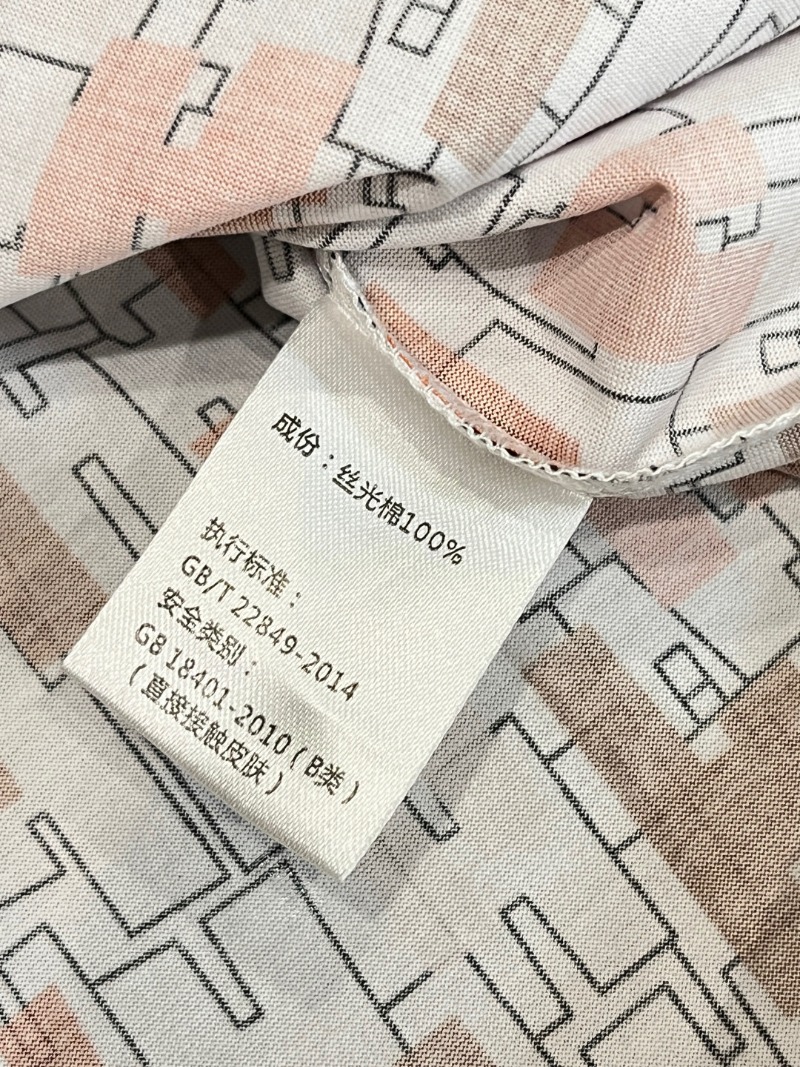 成份：丝光棉100%
执行标准：
GB/T 22849-2014
安全类别：
GB 18401-2010（B类）
（直接接触皮肤）